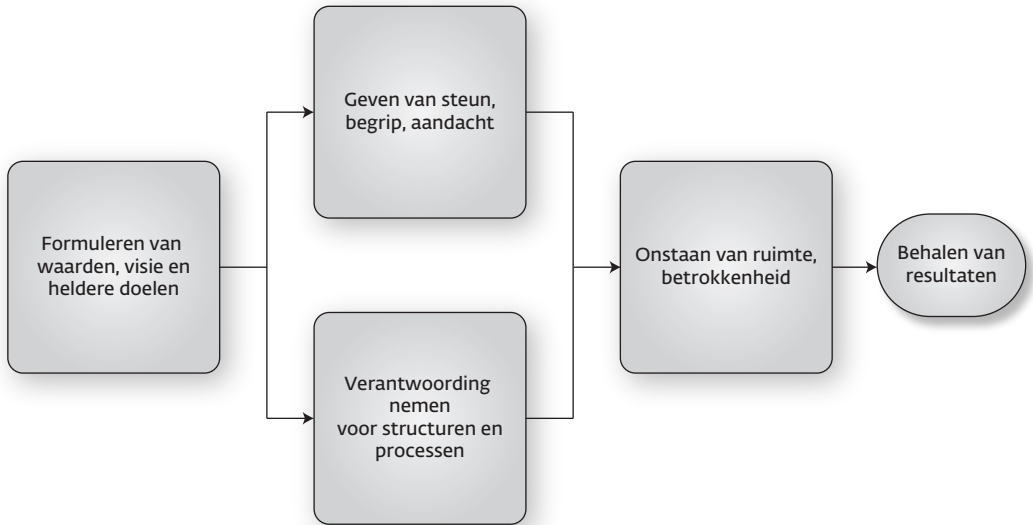 Formuleren van
waarden, visie en
heldere doelen
Geven van steun,
begrip, aandacht
Verantwoording
nemen
voor structuren en
processen
Onstaan van ruimte,
betrokkenheid
Behalen van
resultaten